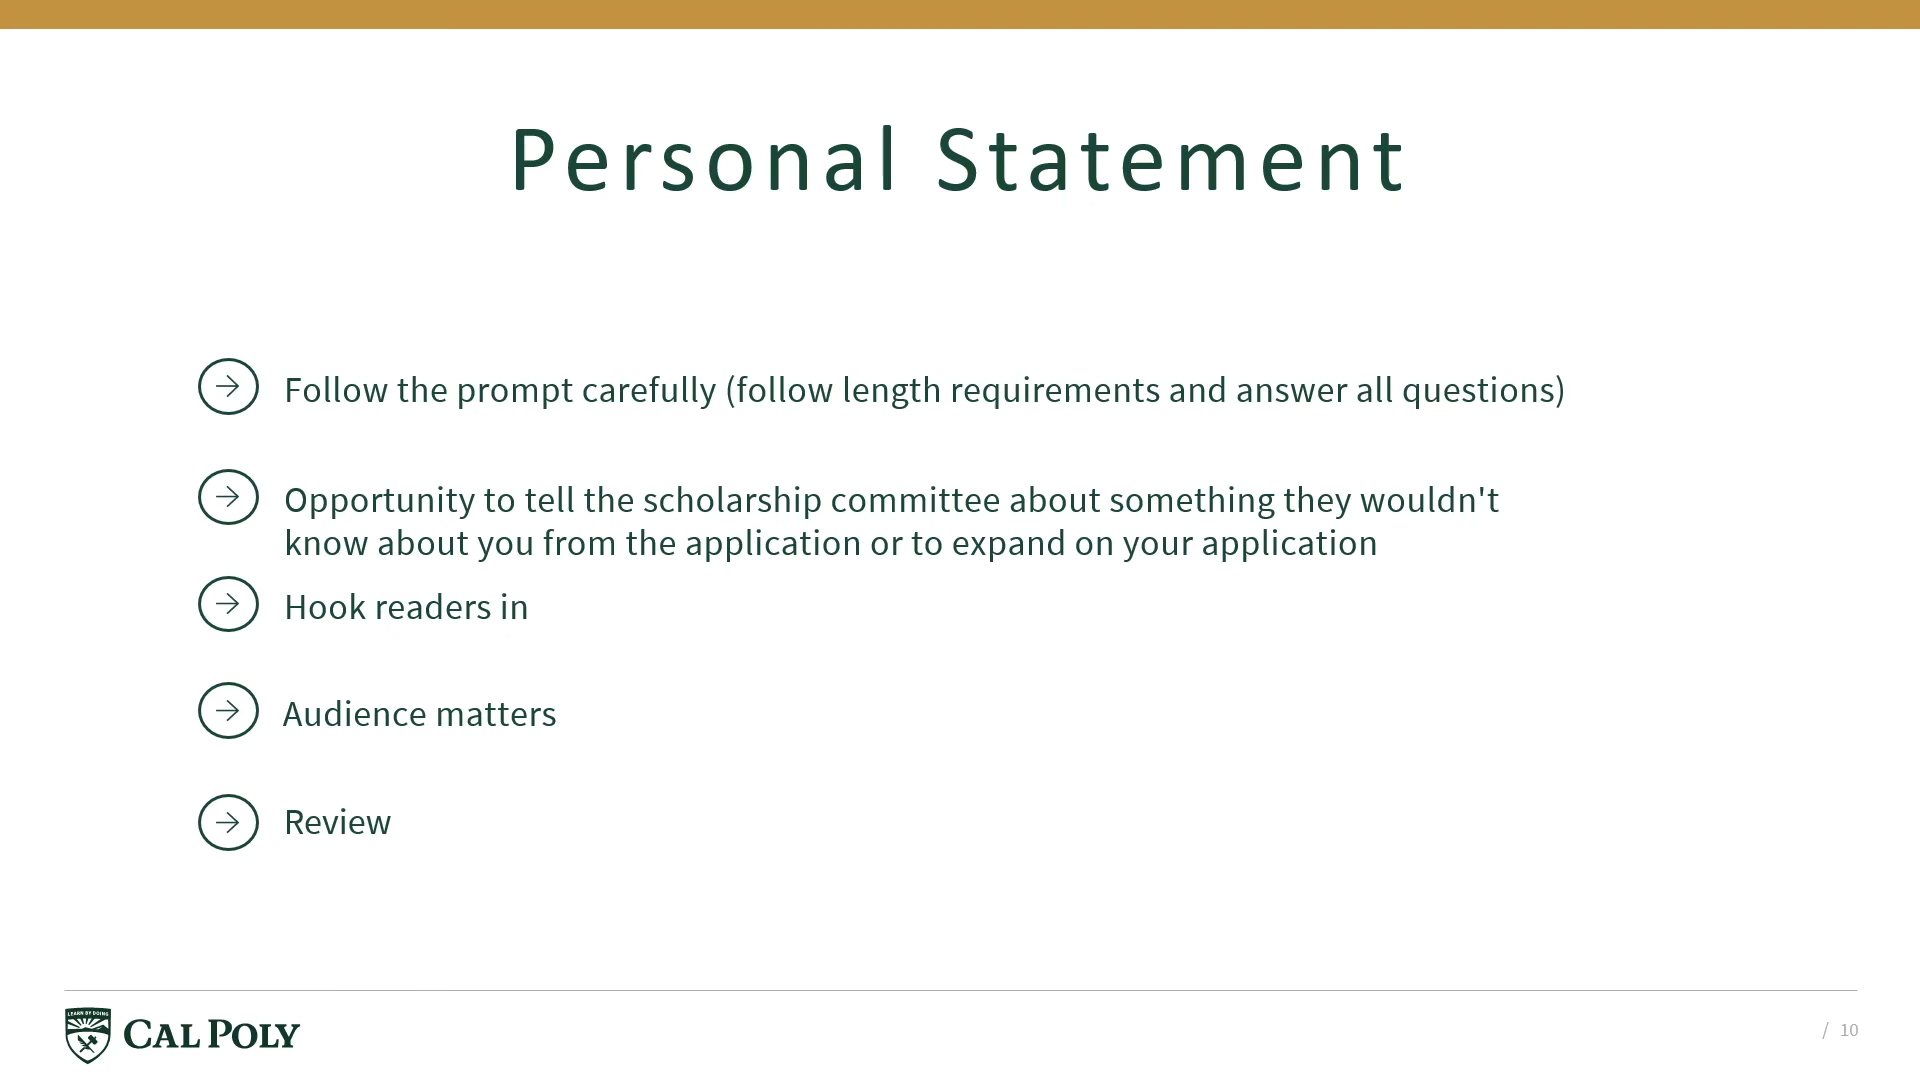 Personal Statement
Follow the prompt carefully (follow length requirements and answer all questions)
Opportunity to tell the scholarship committee about something they wouldn't
know about you from the application or to expand on your application
Hook readers in
Audience matters
Review
LEARN BY DOING
CAL POLY
/ 10